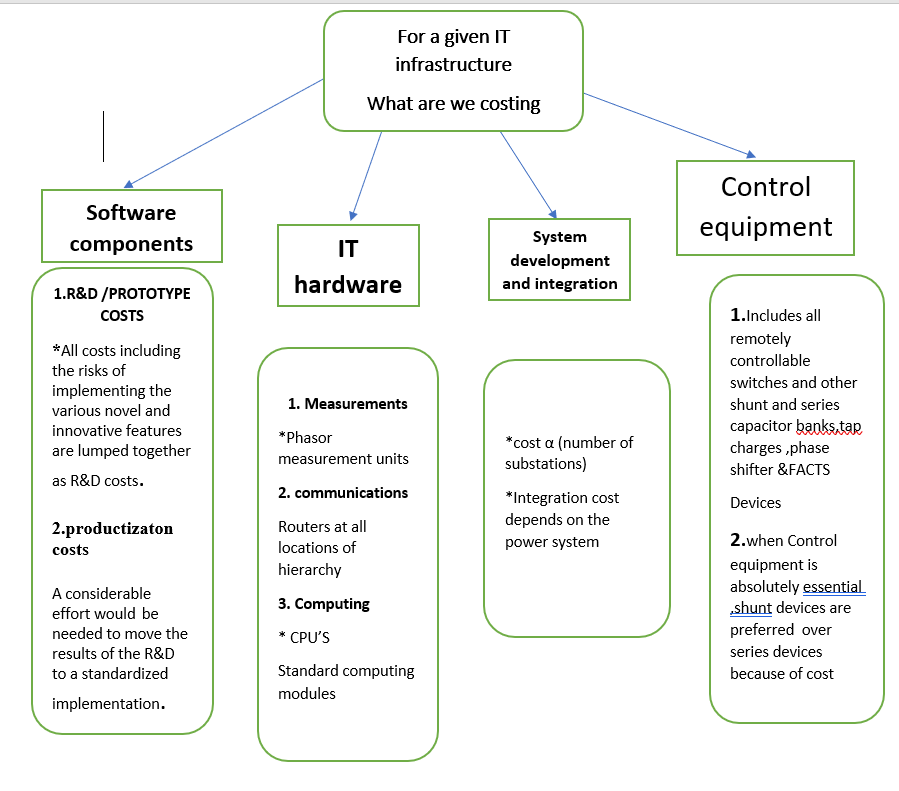 For a given IT
infrastructure
What are we costing
Software
components
1.R&D /PROTOTYPE
COSTS
*All costs including
the risks of
implementing the
various novel and
innovative features
are lumped together
as R&D costs.
2.productizaton
costs
A considerable
effort would be
needed to move the
results of the R&D
to a standardized
implementation.
IT
hardware
1. Measurements
*Phasor
measurement units
2. communications
Routers at all
locations of
hierarchy
3. Computing
* CPU'S
Standard computing
modules
System
development
and integration
*cost α (number of
substations)
*Integration cost
depends on the
power system
Control
equipment
1.Includes all
remotely
controllable
switches and other
shunt and series
capacitor banks,tap
charges ,phase
shifter &FACTS
Devices
2.when Control
equipment is
absolutely essential
,shunt devices are
preferred over
series devices
because of cost